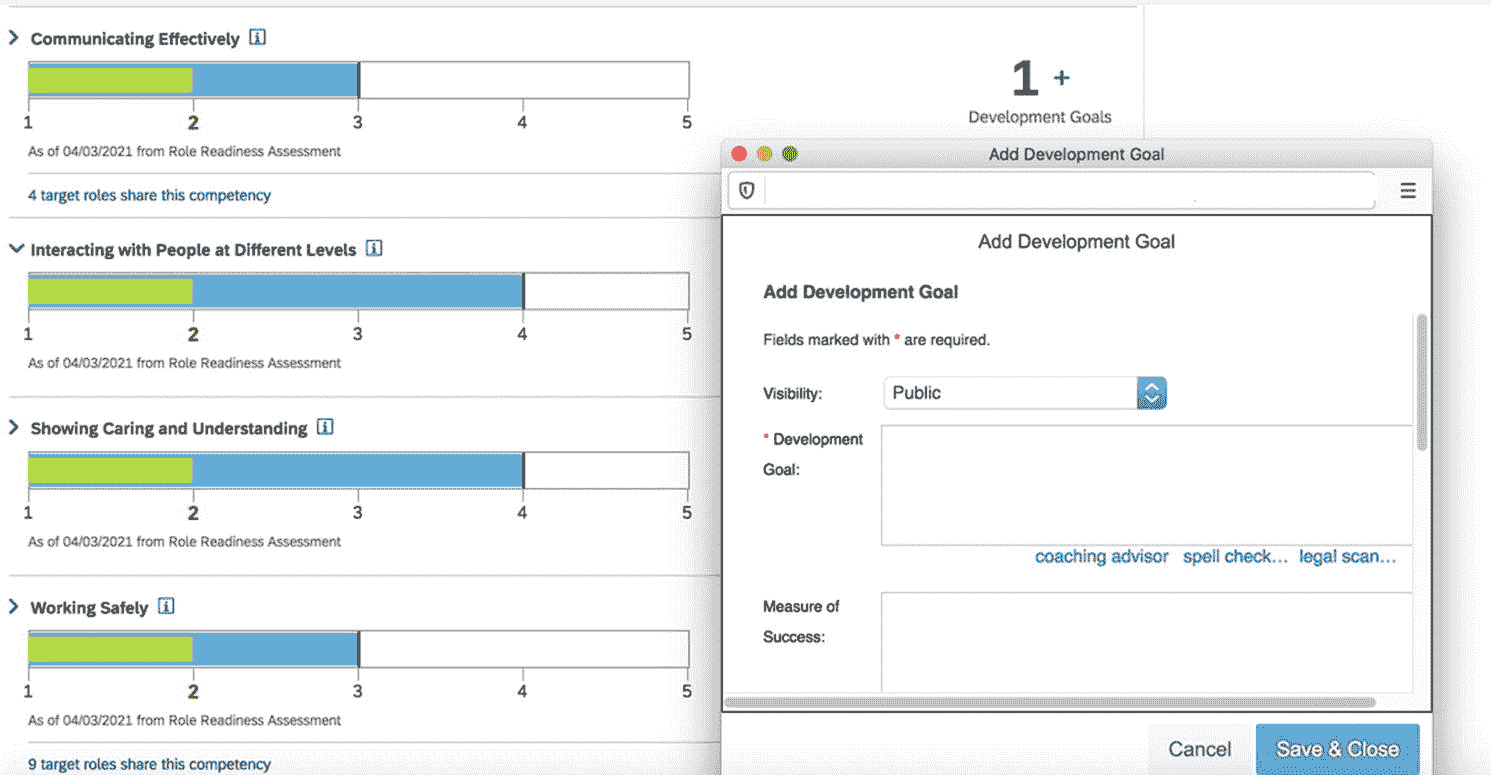 Communicating Effectively
1 2 3 4 5
As of 04/03/2021 from Role Readiness Assessment
4 target roles share this competency
Interacting with People at Different Levels
1 2 3 4 5
As of 04/03/2021 from Role Readiness Assessment
Showing Caring and Understanding
1 2 3 4 5
As of 04/03/2021 from Role Readiness Assessment
Working Safely
1 2 3 4 5
As of 04/03/2021 from Role Readiness Assessment
9 target roles share this competency
1 +
Development Goals
Add Development Goal
Add Development Goal
Add Development Goal
Fields marked with * are required.
Visibility: Public
* Development
Goal:
coaching advisor spell check... legal scan...
Measure of
Success:
Cancel Save & Close